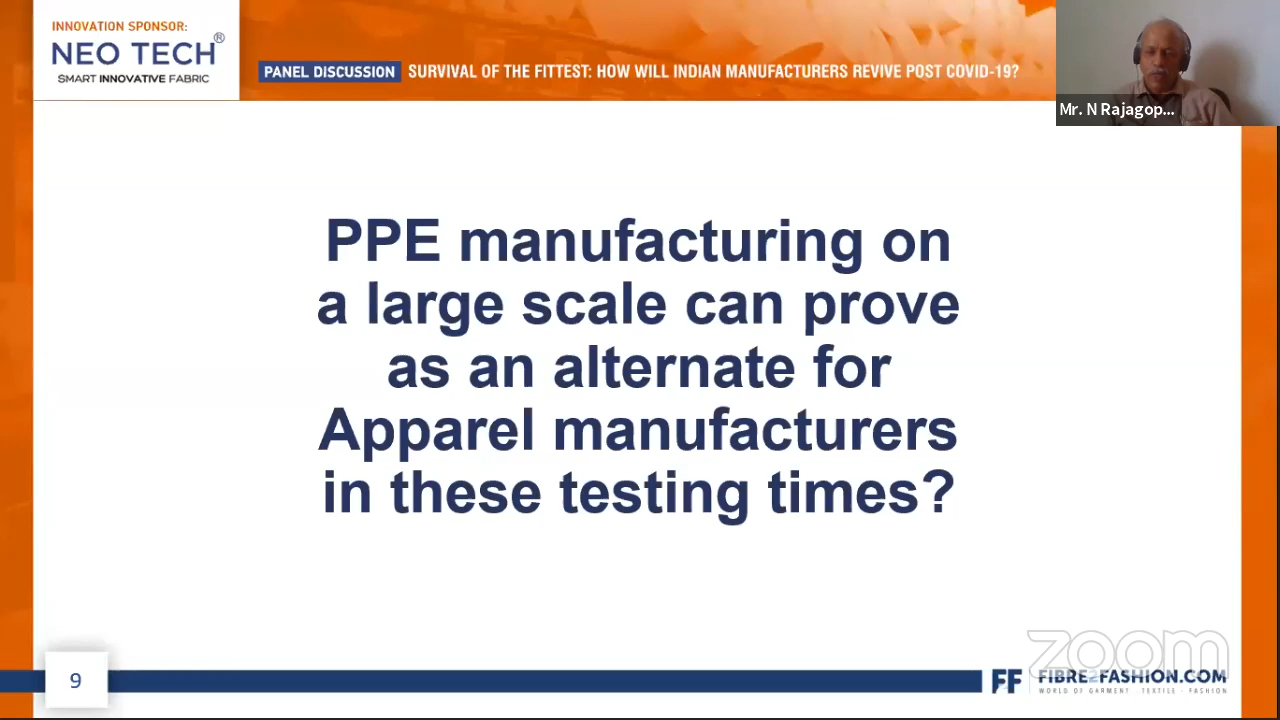 INNOVATION SPONSOR:
NEO TECH®
SMART INNOVATIVE FABRIC
PANEL DISCUSSION SURVIVAL OF THE FITTEST: HOW WILL INDIAN MANUFACTURERS REVIVE POST COVID-19?
Mr. N Rajagop...
PPE manufacturing on
a large scale can prove
as an alternate for
Apparel manufacturers
in these testing times?
zoom
9
FF FIBRE2FASHION.COM
WORLD OF GARMENT - TEXTILE - FASHION